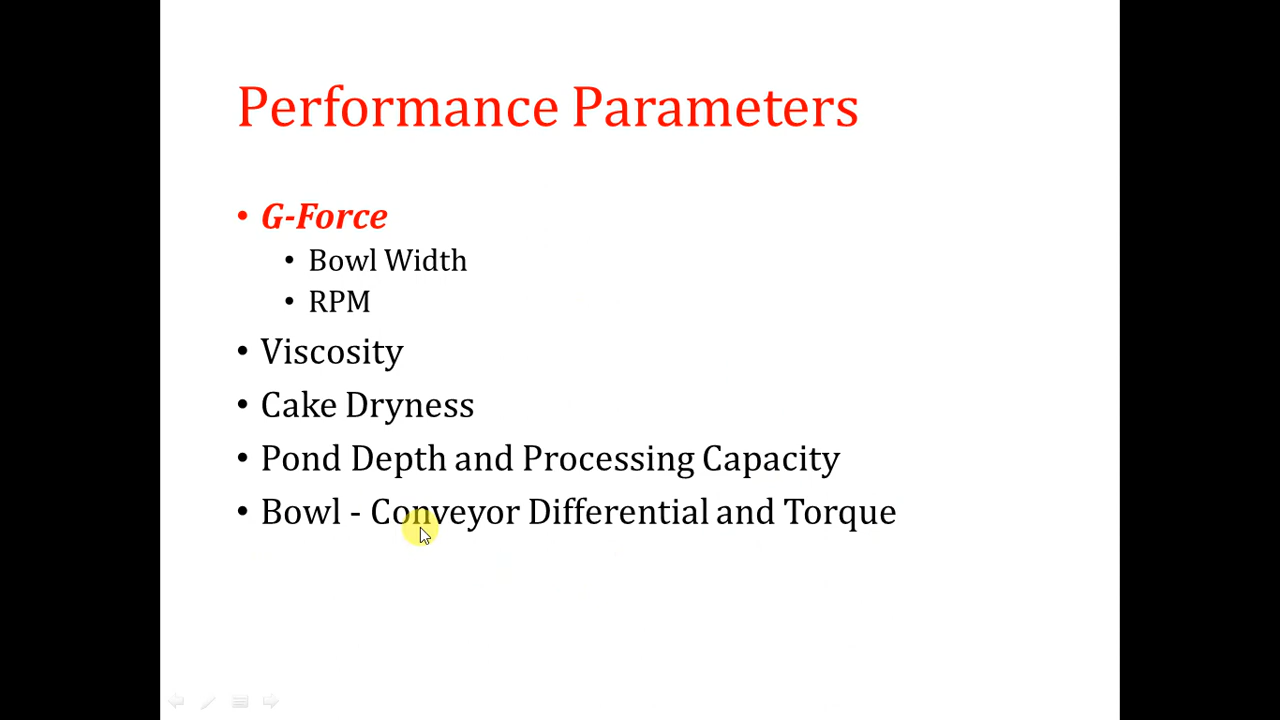 Performance Parameters
• G-Force
• Bowl Width
• RPM
• Viscosity
• Cake Dryness
• Pond Depth and Processing Capacity
• Bowl - Conveyor Differential and Torque